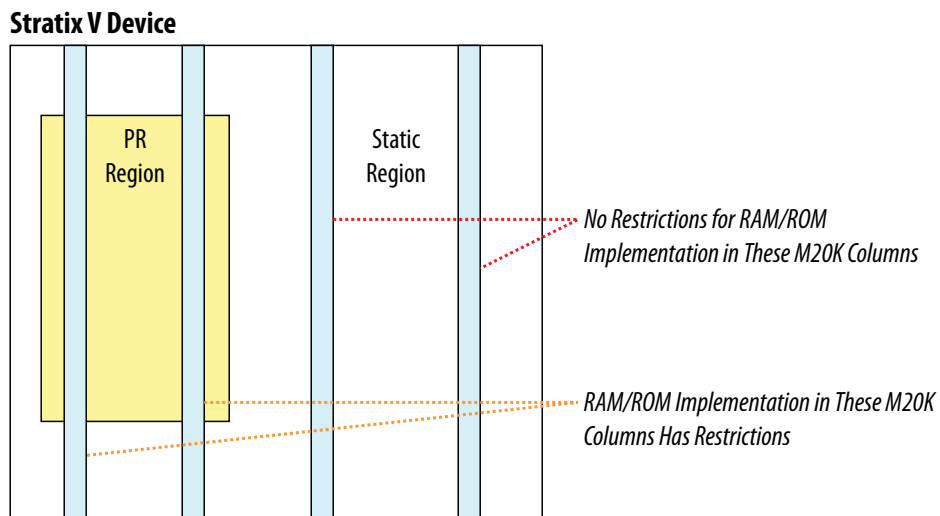 Stratix V Device
PR
Region
Static
Region
No Restrictions for RAM/ROM
Implementation in These M20K Columns
RAM/ROM Implementation in These M20K
Columns Has Restrictions